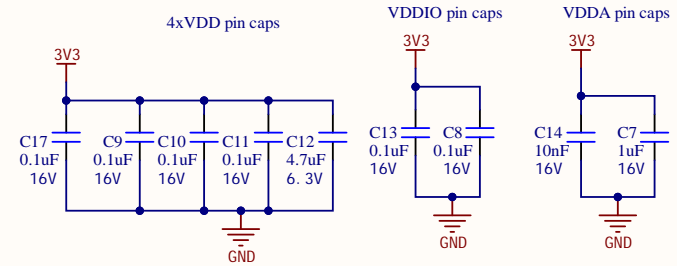 4xVDD pin caps
VDDIO pin caps
VDDA pin caps
3V3
3V3
3V3
C17
0.1uF
16V
C9
0.1uF
16V
C10
0.1uF
16V
C11
0.1uF
16V
C12
4.7uF
6.3V
C13
0.1uF
16V
C8
0.1uF
16V
C14
10nF
16V
C7
1uF
16V
GND
GND
GND